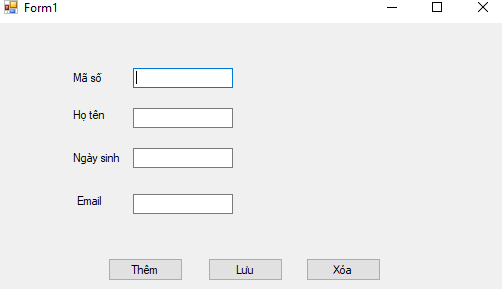 Form1
Mã số
Họ tên
Ngày sinh
Email
Thêm Lưu Xóa